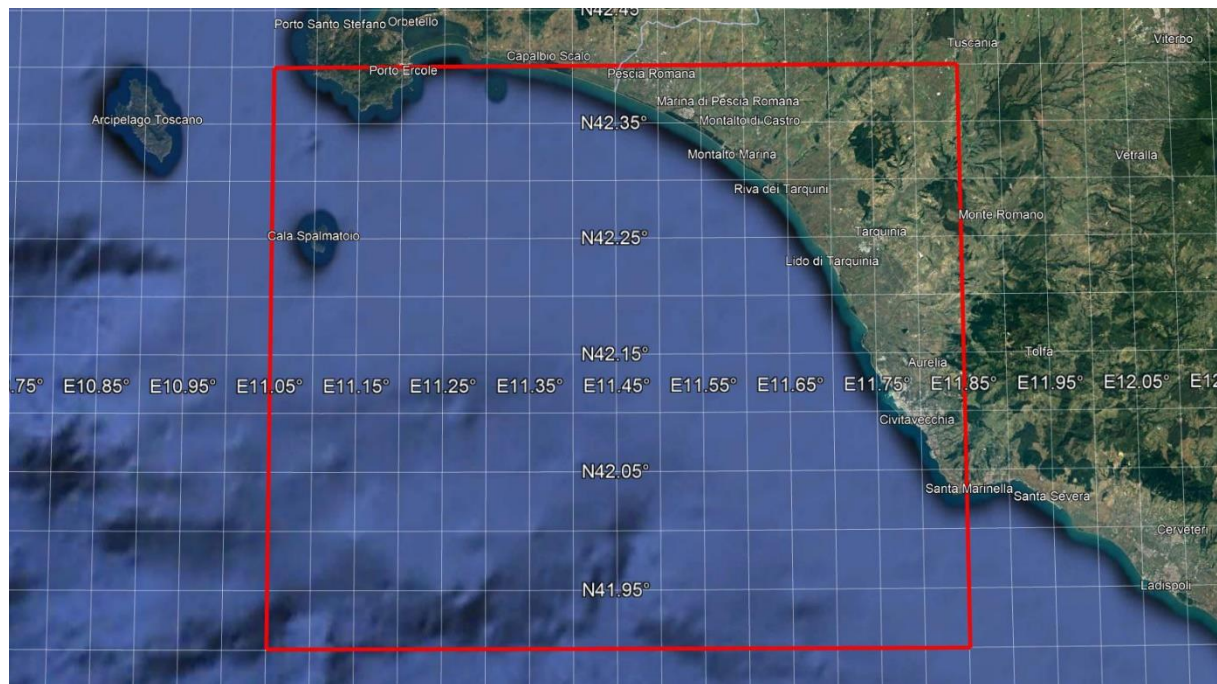 N42.45°
Porto Santo Stefano
Orbetello
Viterbo
Tuscania
Capalbio Scalo
Porto Ercole
Pescia Romana
Marina di Pescia Romana
Arcipelago Toscano
N42.35°
Montalto di Castro
Montalto Marina
Vetralla
Riva dei Tarquini
Monte Romano
Cala Spalmatoio
N42.25°
Tarquinia
Lido di Tarquinia
N42.15°
Tolfa
Aurelia
.75° E10.85° E10.95° E11.05° E11.15° E11.25° E11.35° E11.45° E11.55° E11.65° E11.75° E11.85° E11.95° E12.05° E12
Civitavecchia
N42.05°
Santa Marinella
Santa Severa
Cerveteri
N41.95°
Ladispoli